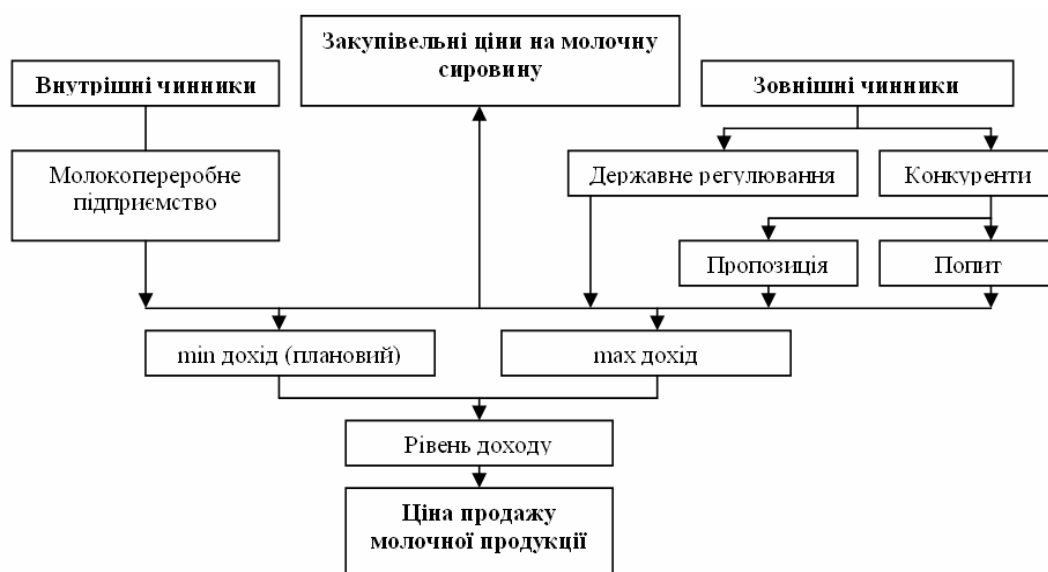 Закупівельні ціни на молочну
сировину
Внутрішні чинники
Зовнішні чинники
Молокопереробне
підприємство
Державне регулювання
Конкуренти
Пропозиція
Попит
min дохід (плановий)
max дохід
Рівень доходу
Ціна продажу
молочної продукції